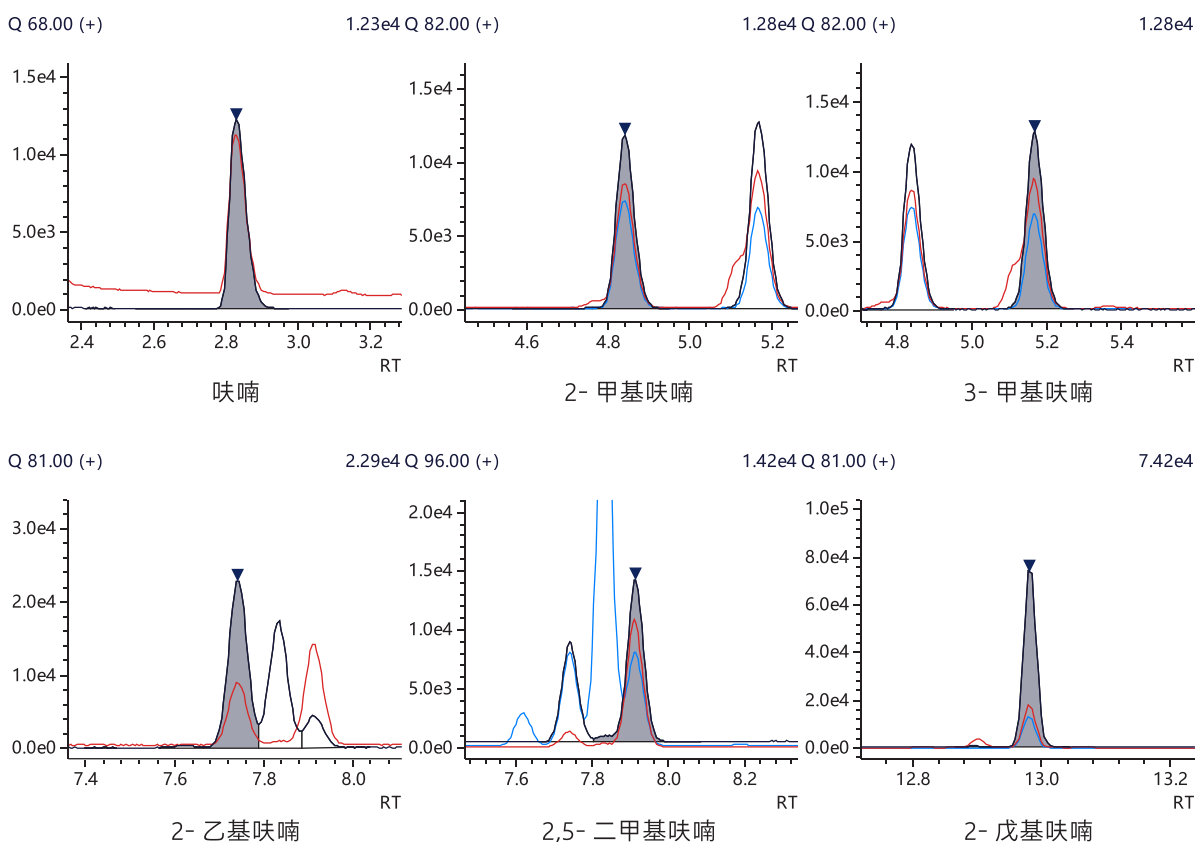 Q 68.00 (+) 1.23e4
1.5e4
1.0e4
5.0e3
0.0e0
2.4 2.6 2.8 3.0 3.2
RT
呋喃
Q 82.00 (+) 1.28e4
1.5e4
1.0e4
5.0e3
0.0e0
4.6 4.8 5.0 5.2
RT
2- 甲基呋喃
Q 82.00 (+) 1.28e4
1.5e4
1.0e4
5.0e3
0.0e0
4.8 5.0 5.2 5.4
RT
3- 甲基呋喃
Q 81.00 (+) 2.29e4
3.0e4
2.0e4
1.0e4
0.0e0
7.4 7.6 7.8 8.0
RT
2- 乙基呋喃
Q 96.00 (+) 1.42e4
2.0e4
1.5e4
1.0e4
5.0e3
0.0e0
7.6 7.8 8.0 8.2
RT
2,5- 二甲基呋喃
Q 81.00 (+) 7.42e4
1.0e5
8.0e4
6.0e4
4.0e4
2.0e4
0.0e0
12.8 13.0 13.2
RT
2- 戊基呋喃